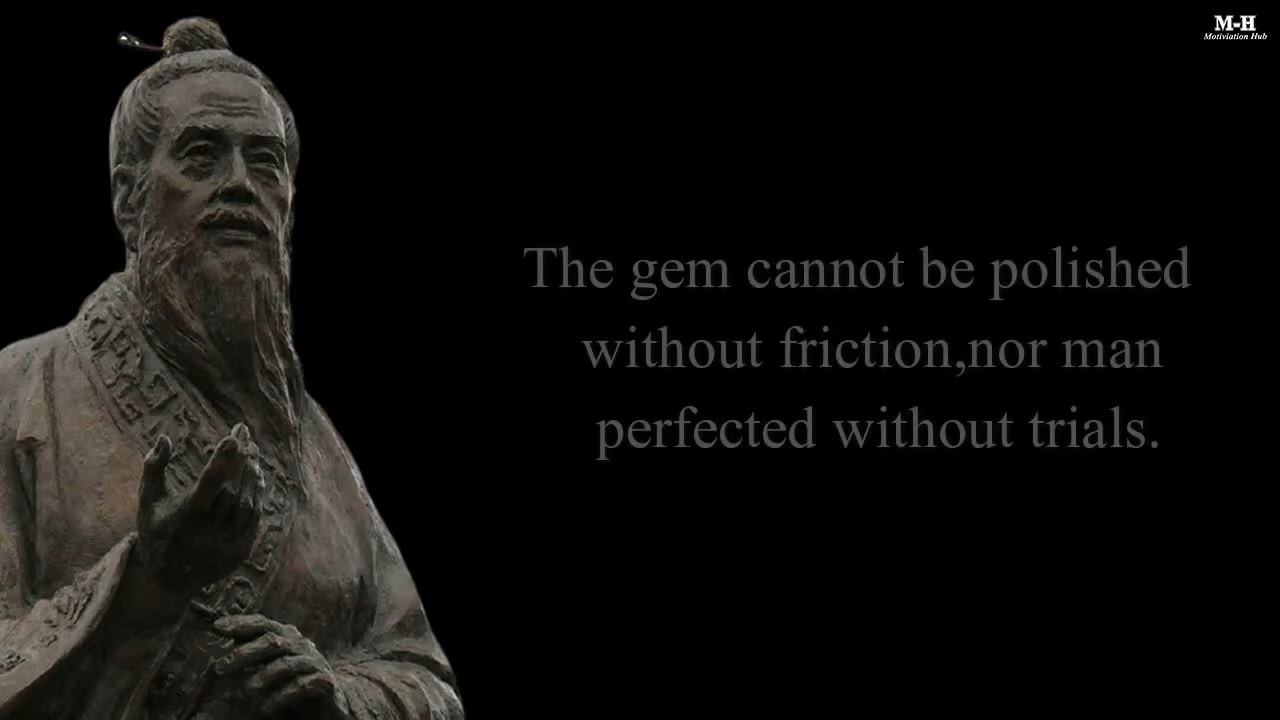 M-H
Motiviation Hub
The gem cannot be polished
without friction,nor man
perfected without trials.